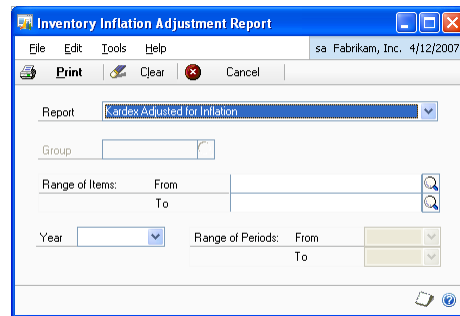 Inventory Inflation Adjustment Report
File Edit Tools Help sa Fabrikam, Inc. 4/12/2007
Print Clear Cancel
Report Kardex Adjusted for Inflation
Group
Range of Items: From
To
Year Range of Periods: From
To